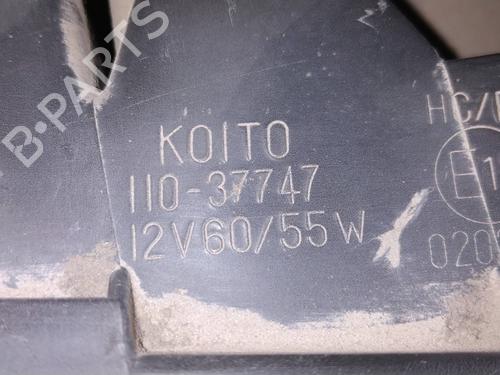 B-PARTS
KOITO
110-37747
12V60/55W
HC/
E1
020